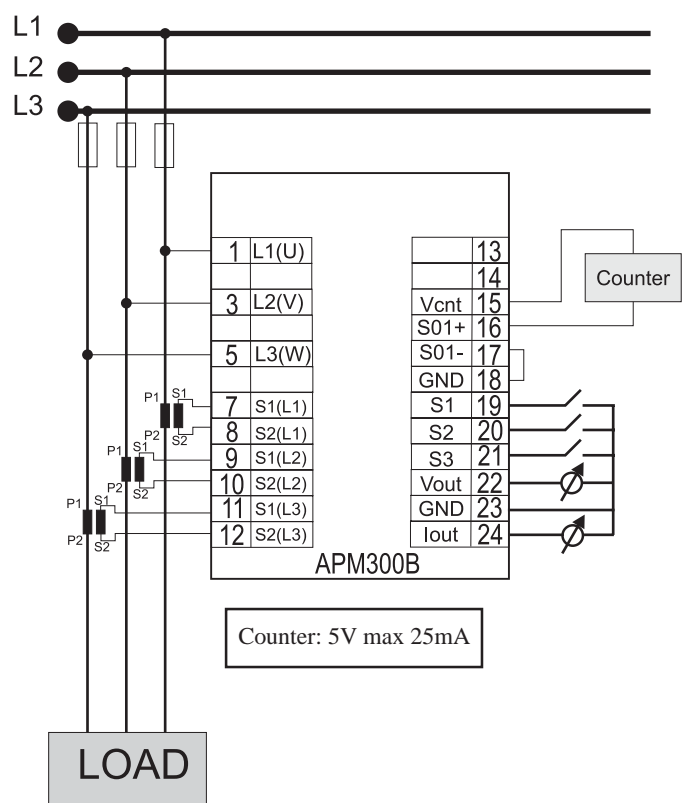 L1
L2
L3
1 L1(U)
3 L2(V)
5 L3(W)
P1 S1 7 S1(L1)
P2 S2 8 S2(L1)
P1 S1 9 S1(L2)
P2 S2 10 S2(L2)
P1 S1 11 S1(L3)
P2 S2 12 S2(L3)
13
14
Vcnt 15
S01+ 16
S01- 17
GND 18
S1 19
S2 20
S3 21
Vout 22
GND 23
Iout 24
Counter
APM300B
Counter: 5V max 25mA
LOAD